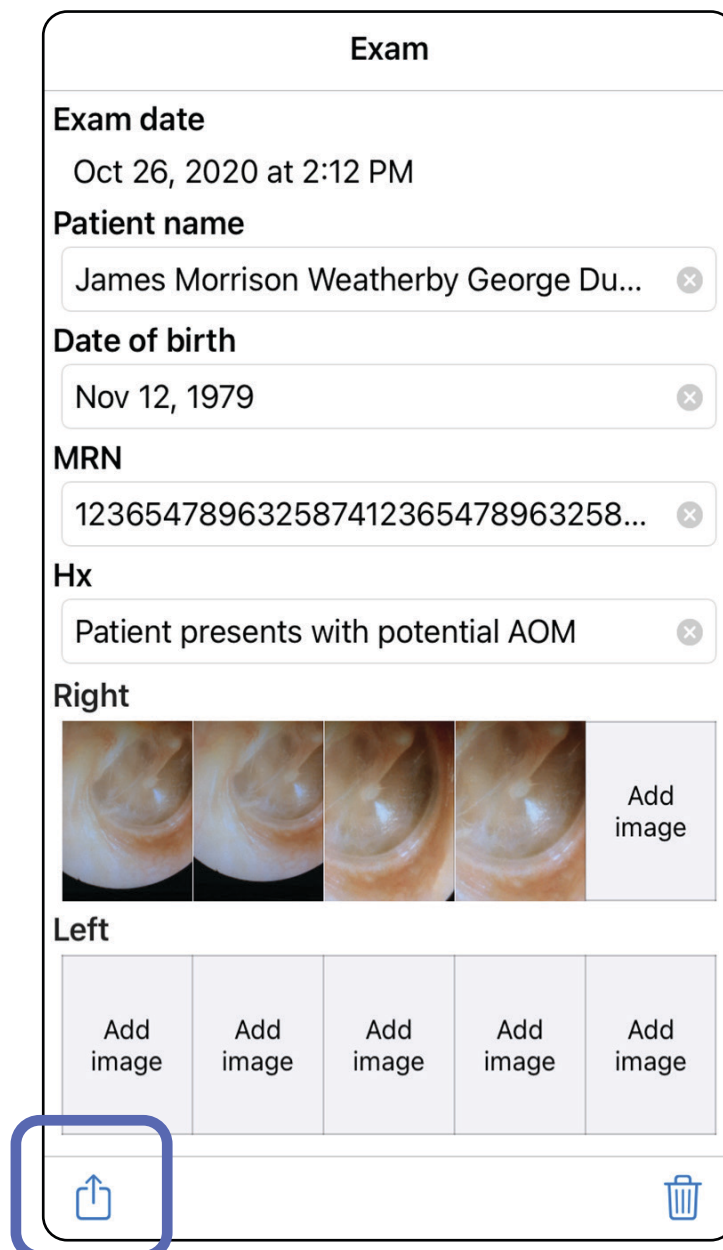 Exam
Exam date
Oct 26, 2020 at 2:12 PM
Patient name
James Morrison Weatherby George Du...
Date of birth
Nov 12, 1979
MRN
123654789632587412365478963258...
Hx
Patient presents with potential AOM
Right
Add
image
Left
Add Add Add Add Add
image image image image image